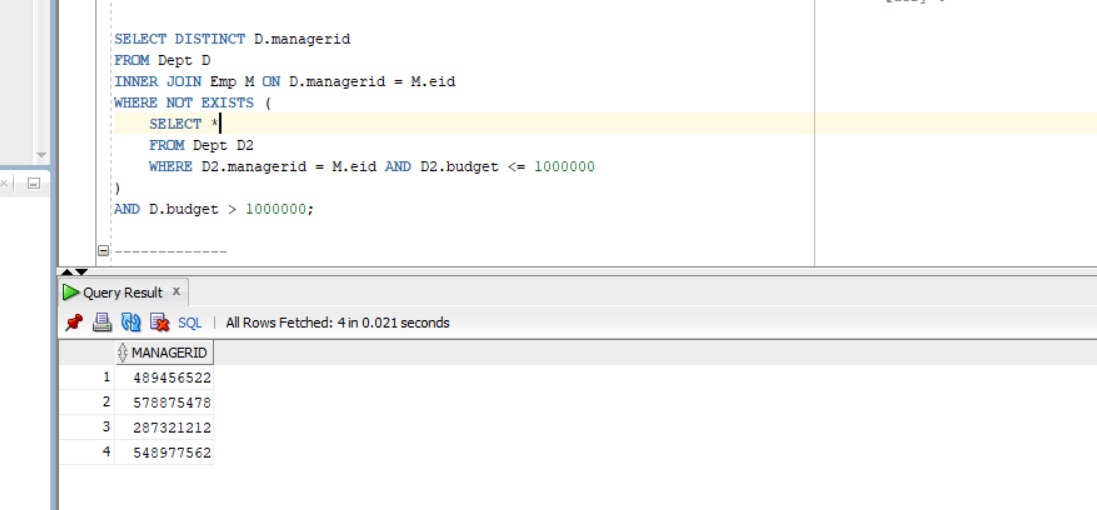 SELECT DISTINCT D.managerid
FROM Dept D
INNER JOIN Emp M ON D.managerid = M.eid
WHERE NOT EXISTS (
SELECT *
FROM Dept D2
WHERE D2.managerid = M.eid AND D2.budget <= 1000000
)
AND D.budget > 1000000;
-------------
Query Result x
SQL | All Rows Fetched: 4 in 0.021 seconds
MANAGERID
1 489456522
2 578875478
3 287321212
4 548977562